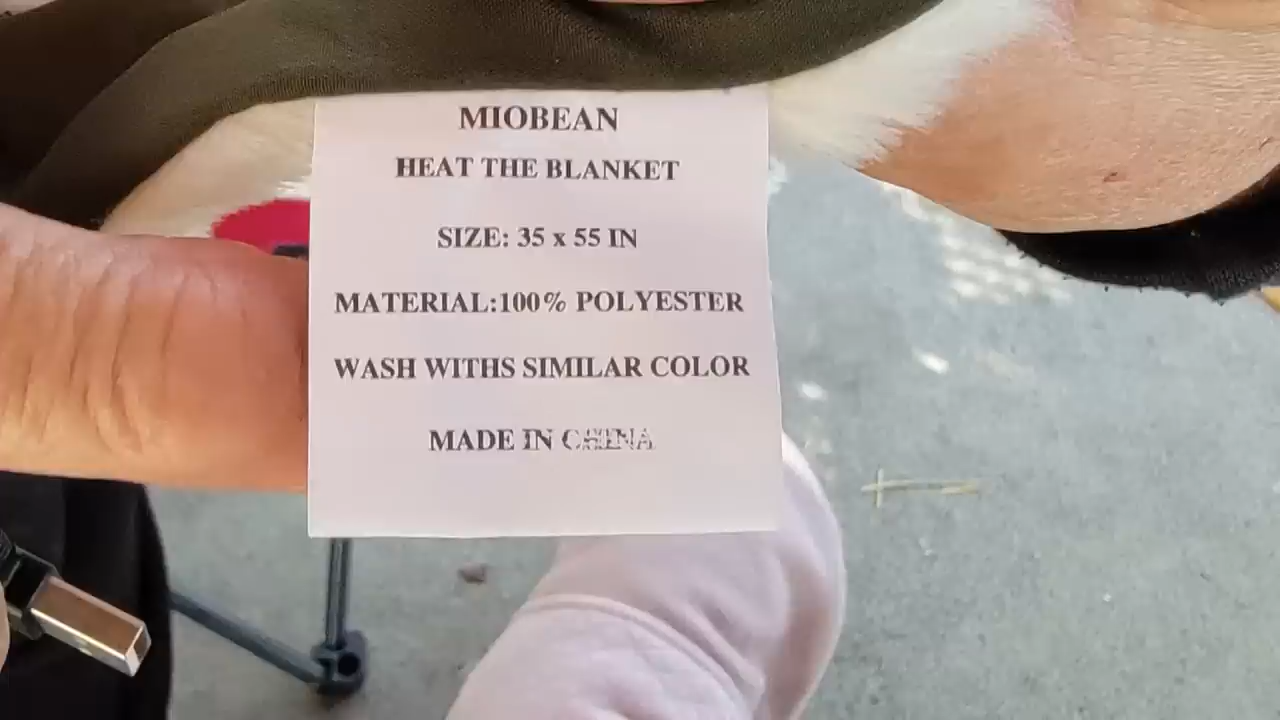 MIOBEAN
HEAT THE BLANKET
SIZE: 35 x 55 IN
MATERIAL:100% POLYESTER
WASH WITHS SIMILAR COLOR
MADE IN CHINA